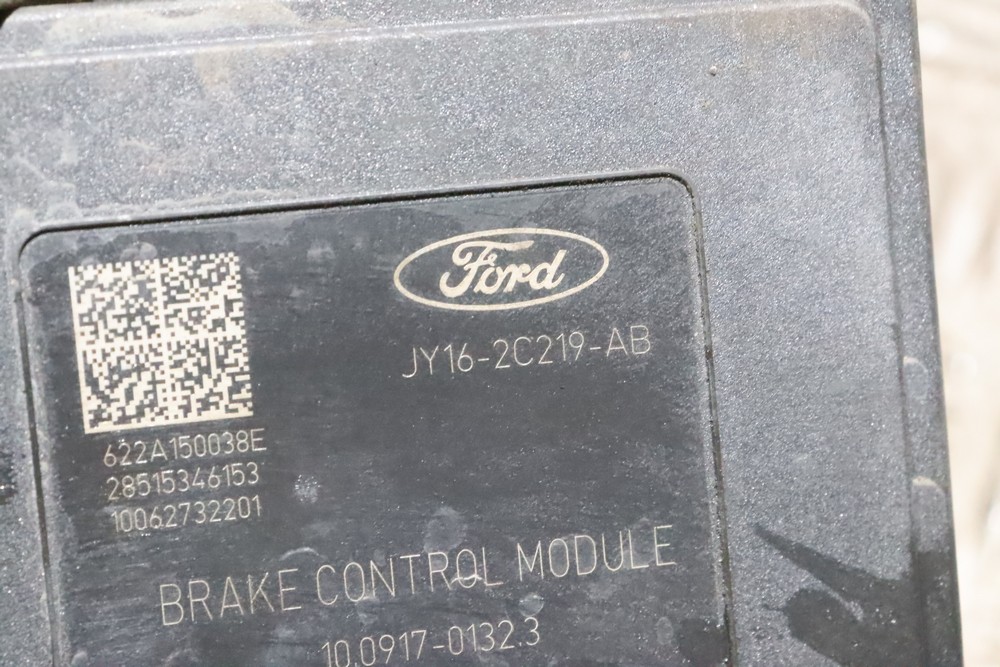 Ford
JY16-2C219-AB
622A150038E
28515346153
10062732201
BRAKE CONTROL MODULE
10.0917-0132.3